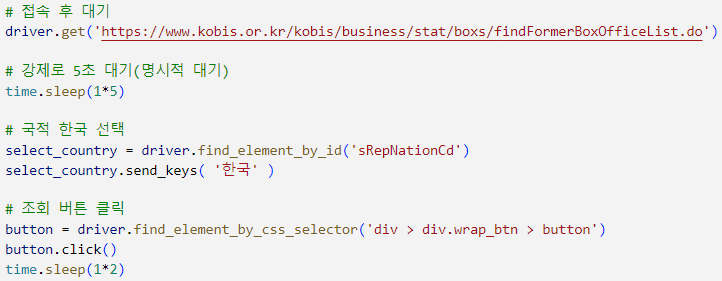 # 접속 후 대기
driver.get('https://www.kobis.or.kr/kobis/business/stat/boxs/findFormerBoxOfficeList.do')
# 강제로 5초 대기(명시적 대기)
time.sleep(1*5)
# 국적 한국 선택
select_country = driver.find_element_by_id('sRepNationCd')
select_country.send_keys( '한국' )
# 조회 버튼 클릭
button = driver.find_element_by_css_selector('div > div.wrap_btn > button')
button.click()
time.sleep(1*2)